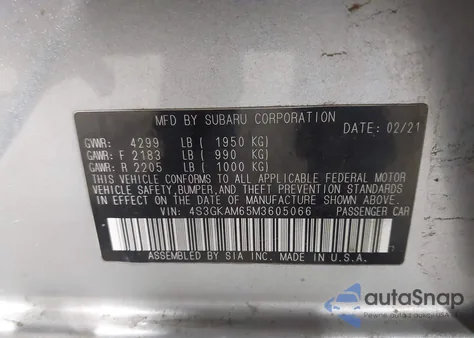 MFD BY SUBARU CORPORATION
DATE: 02/21
GVWR: 4299 LB ( 1950 KG)
GAWR: F 2183 LB ( 990 KG)
GAWR: R 2205 LB ( 1000 KG)
THIS VEHICLE CONFORMS TO ALL APPLICABLE FEDERAL MOTOR
VEHICLE SAFETY, BUMPER, AND THEFT PREVENTION STANDARDS
IN EFFECT ON THE DATE OF MANUFACTURE SHOWN ABOVE.
VIN: 4S3GKAM65M3605066 PASSENGER CAR
ASSEMBLED BY SIA INC. MADE IN U.S.A.
autoSnap
Pewne auto z USA